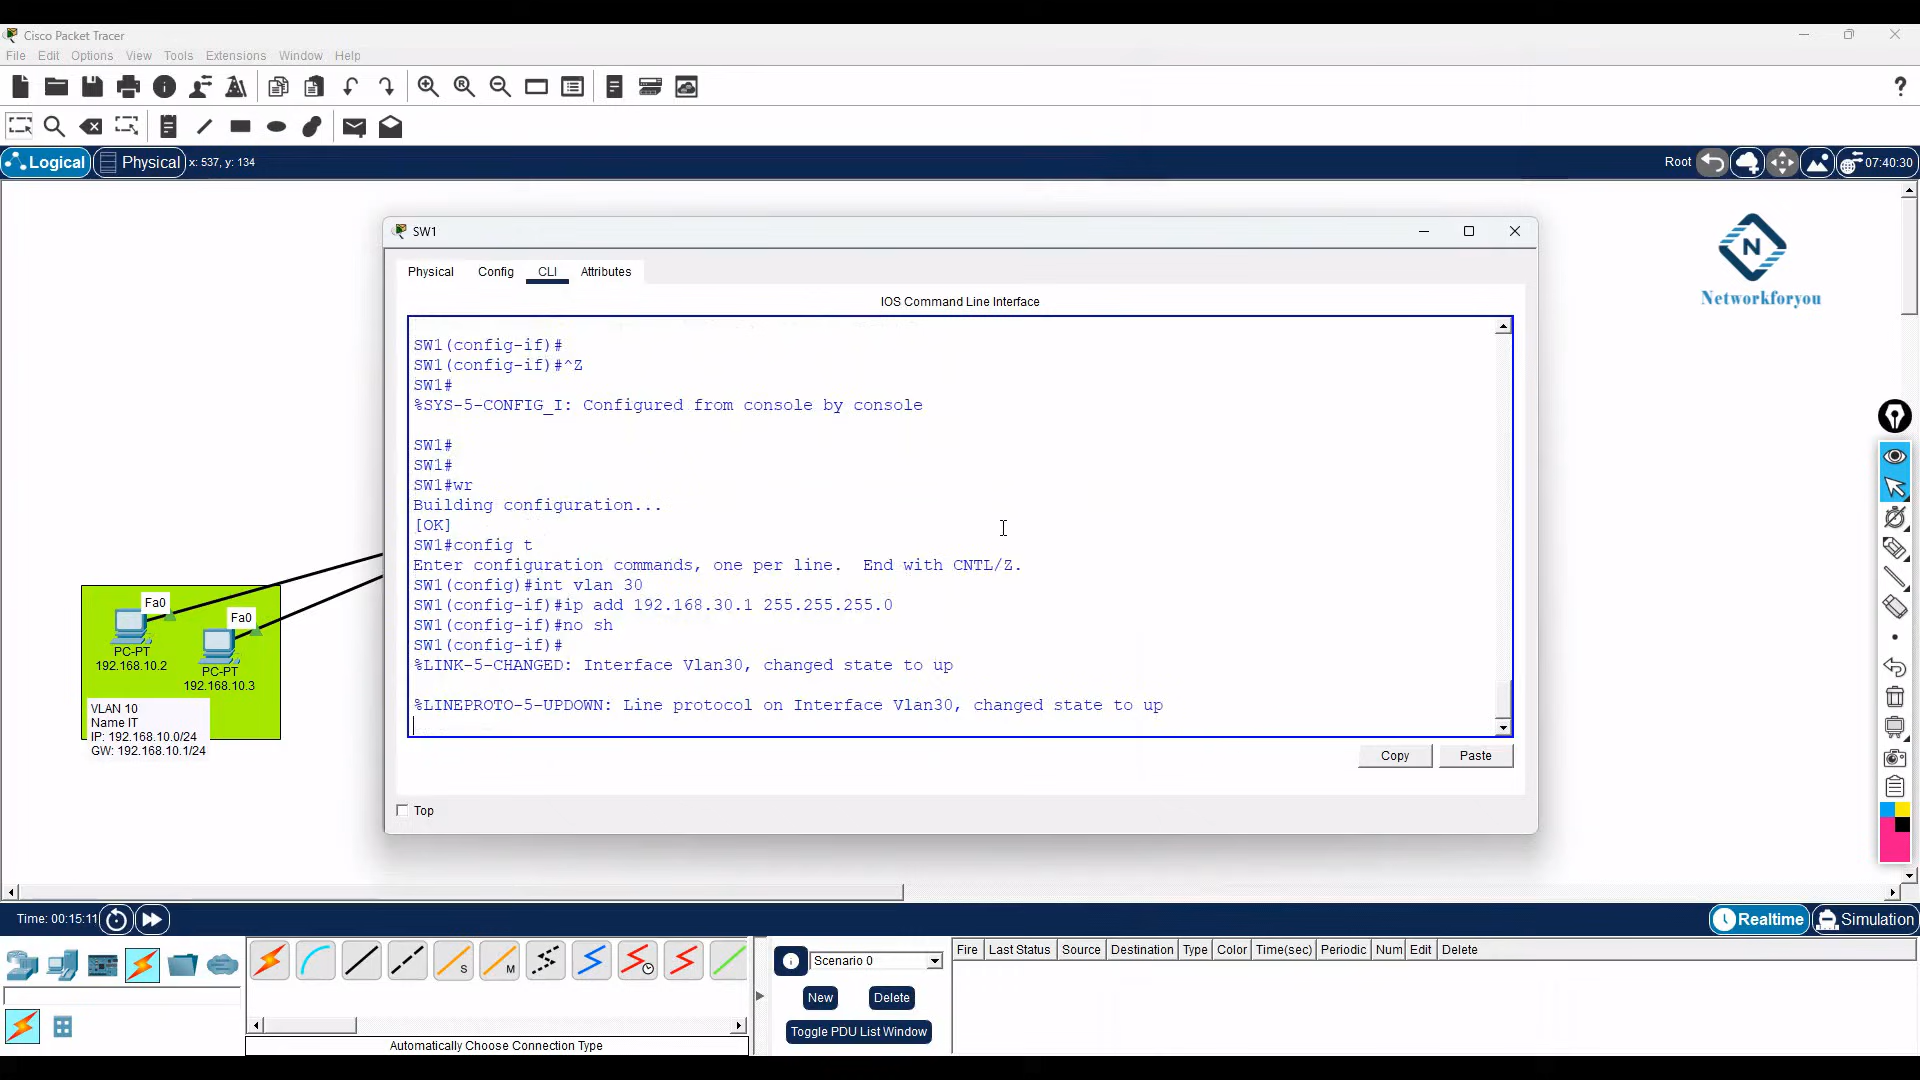 Cisco Packet Tracer
File Edit Options View Tools Extensions Window Help
Logical Physical x: 537, y: 134
Root 07:40:30
N
Networkforyou
SW1
Physical Config CLI Attributes
IOS Command Line Interface
SW1(config-if)#
SW1(config-if)#^Z
SW1#
%SYS-5-CONFIG_I: Configured from console by console
SW1#
SW1#
SW1#wr
Building configuration...
[OK]
SW1#config t
Enter configuration commands, one per line.  End with CNTL/Z.
SW1(config)#int vlan 30
SW1(config-if)#ip add 192.168.30.1 255.255.255.0
SW1(config-if)#no sh
SW1(config-if)#
%LINK-5-CHANGED: Interface Vlan30, changed state to up
%LINEPROTO-5-UPDOWN: Line protocol on Interface Vlan30, changed state to up
Copy Paste
Top
Fa0
Fa0
PC-PT
192.168.10.2
PC-PT
192.168.10.3
VLAN 10
Name IT
IP: 192.168.10.0/24
GW: 192.168.10.1/24
Time: 00:15:11
Realtime Simulation
S M
Automatically Choose Connection Type
Scenario 0
New Delete
Toggle PDU List Window
Fire Last Status Source Destination Type Color Time(sec) Periodic Num Edit Delete